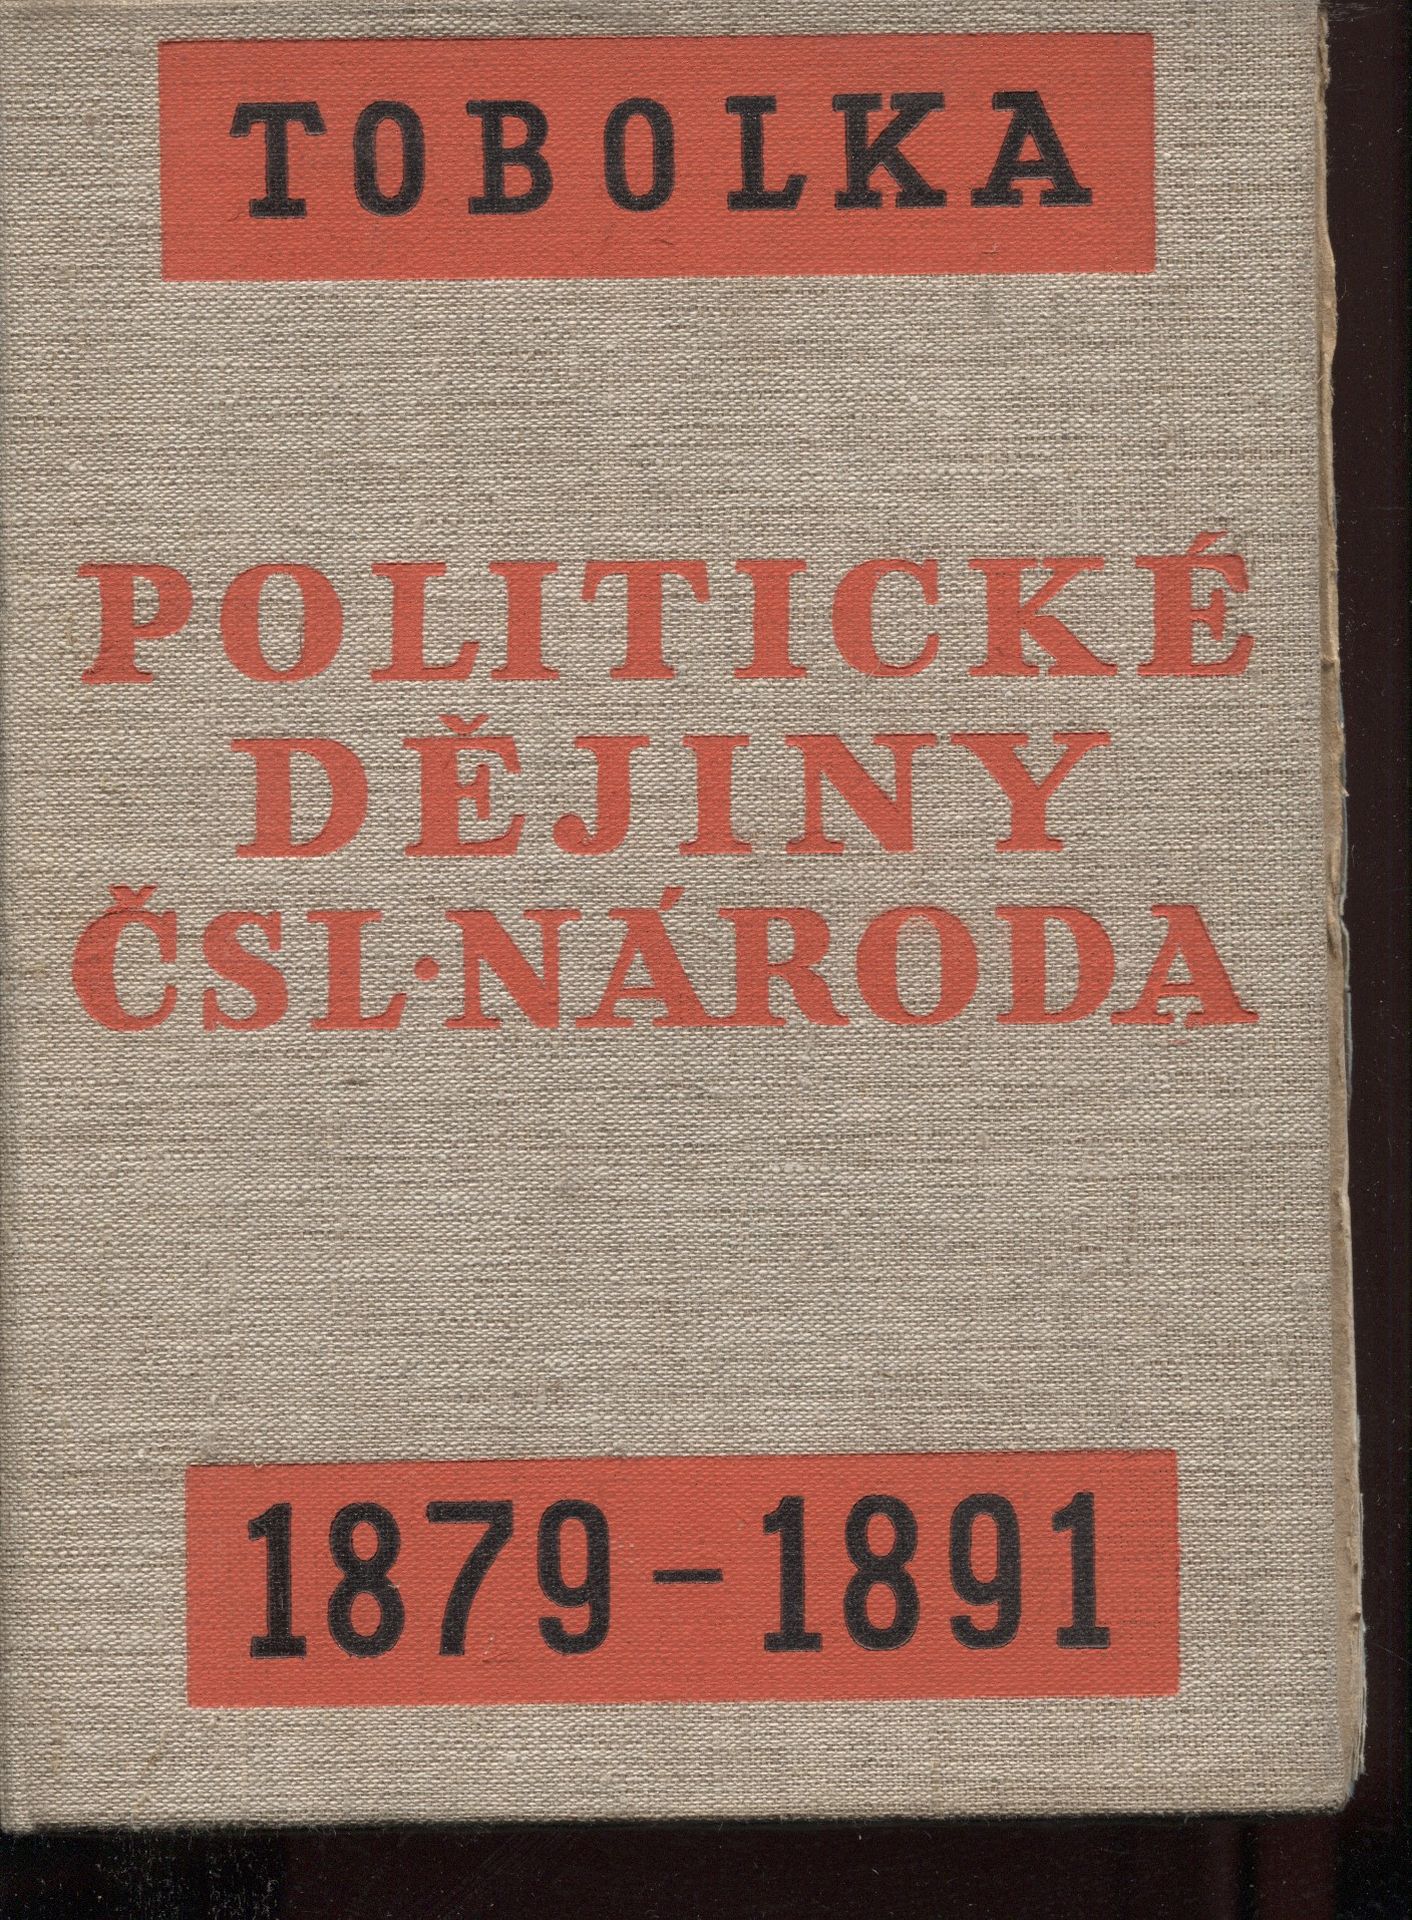 TOBOLKA
POLITICKÉ
DĚJINY
ČSL·NÁRODA
1879-1891